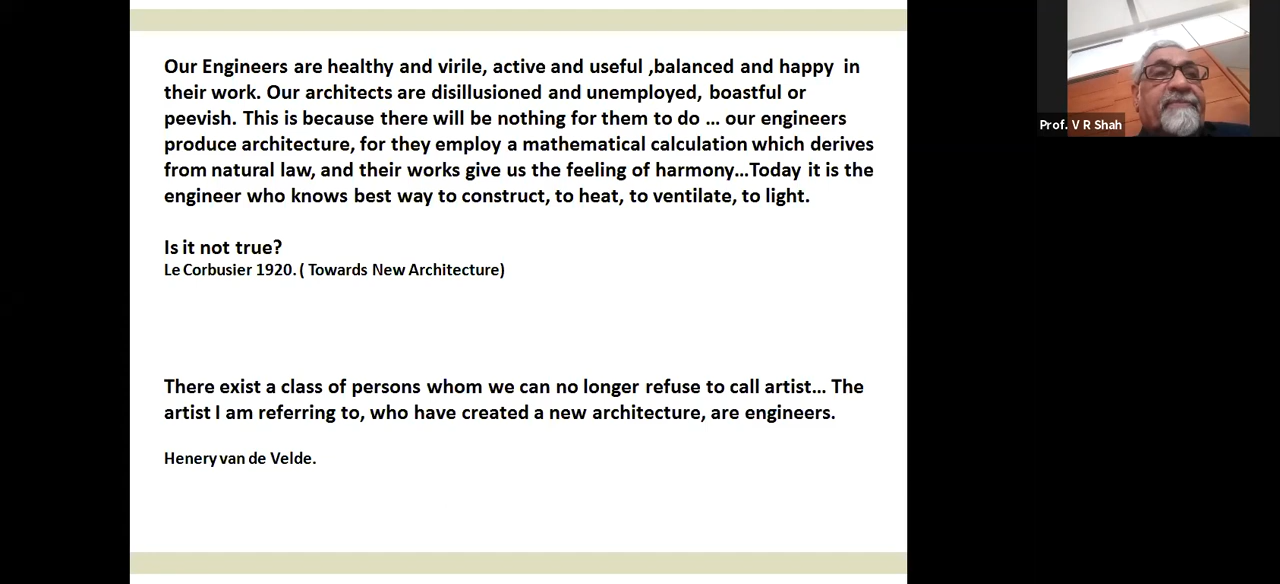 Our Engineers are healthy and virile, active and useful ,balanced and happy in
their work. Our architects are disillusioned and unemployed, boastful or
peevish. This is because there will be nothing for them to do ... our engineers
produce architecture, for they employ a mathematical calculation which derives
from natural law, and their works give us the feeling of harmony...Today it is the
engineer who knows best way to construct, to heat, to ventilate, to light.
Is it not true?
Le Corbusier 1920. ( Towards New Architecture)
There exist a class of persons whom we can no longer refuse to call artist... The
artist I am referring to, who have created a new architecture, are engineers.
Henery van de Velde.
Prof. V R Shah